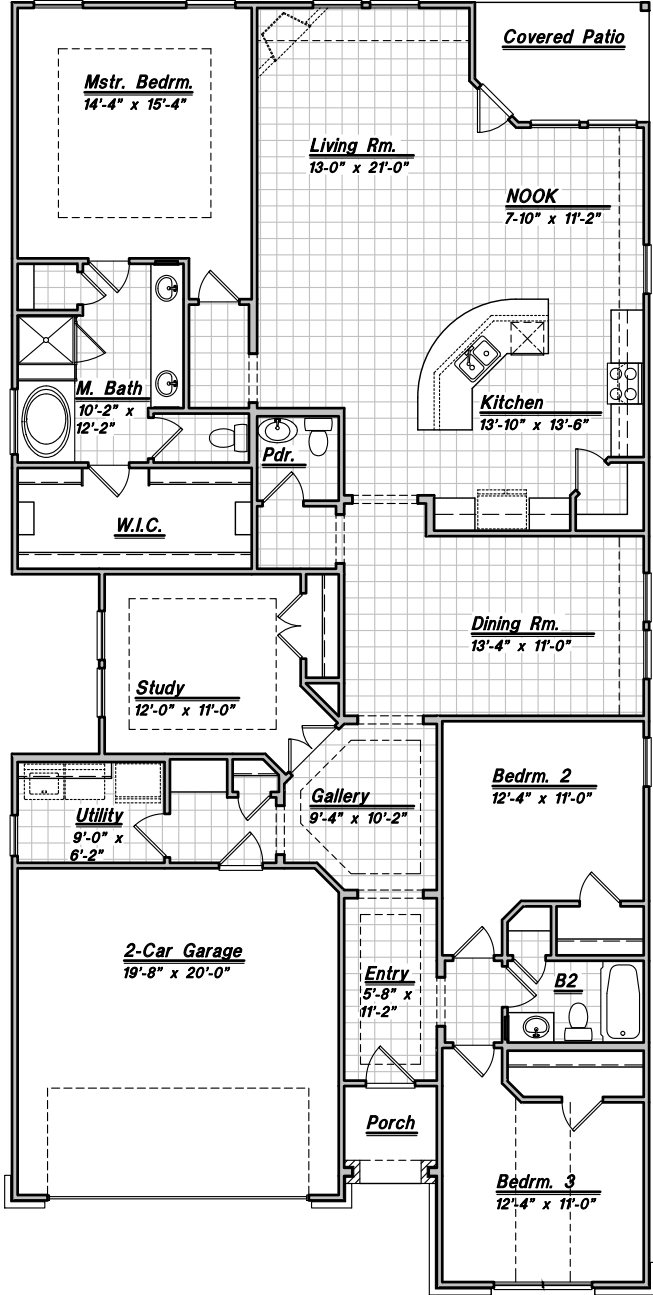 Covered Patio
Mstr. Bedrm.
14'-4" x 15'-4"
Living Rm.
13-0" x 21'-0"
NOOK
7-10" x 11'-2"
M. Bath
10'-2" x
12'-2"
Kitchen
13'-10" x 13'-6"
Pdr.
W.I.C.
Dining Rm.
13'-4" x 11'-0"
Study
12'-0" x 11'-0"
Bedrm. 2
12'-4" x 11'-0"
Gallery
9'-4" x 10'-2"
Utility
9'-0" x
6'-2"
2-Car Garage
19'-8" x 20'-0"
Entry
5'-8" x
11'-2"
B2
Porch
Bedrm. 3
12'-4" x 11'-0"